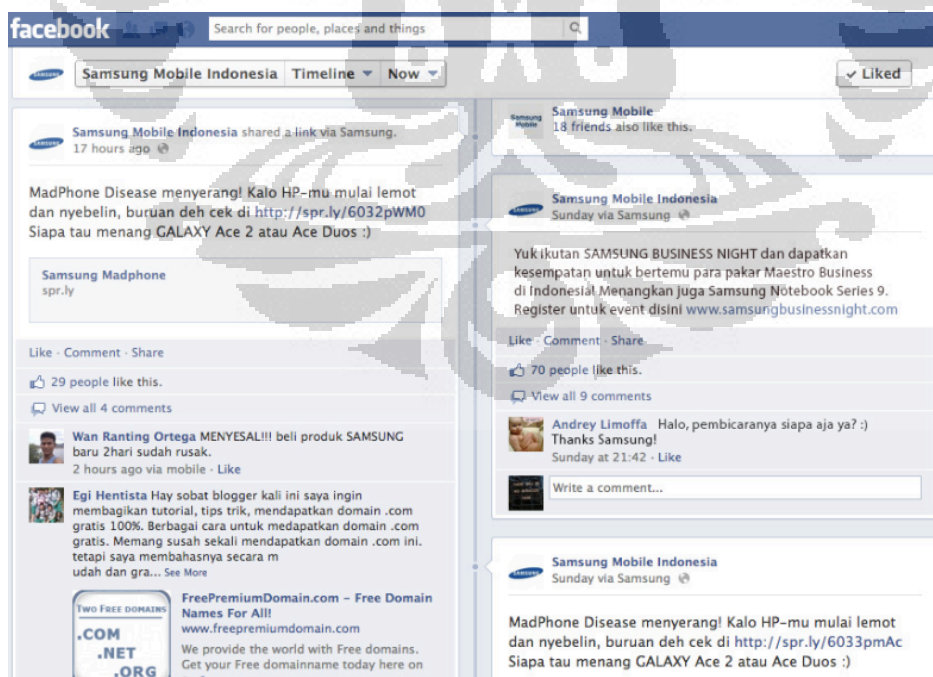 facebook
Search for people, places and things
SAMSUNG
Samsung Mobile Indonesia
Timeline
Now
✓ Liked
SAMSUNG
Samsung Mobile Indonesia shared a link via Samsung.
17 hours ago
MadPhone Disease menyerang! Kalo HP-mu mulai lemot
dan nyebelin, buruan deh cek di http://spr.ly/6032pWM0
Siapa tau menang GALAXY Ace 2 atau Ace Duos :)
Samsung Madphone
spr.ly
Like · Comment · Share
29 people like this.
View all 4 comments
Wan Ranting Ortega MENYESAL!!! beli produk SAMSUNG
baru 2hari sudah rusak.
2 hours ago via mobile · Like
Egi Hentista Hay sobat blogger kali ini saya ingin
membagikan tutorial, tips trik, mendapatkan domain .com
gratis 100%. Berbagai cara untuk medapatkan domain .com
gratis. Memang susah sekali mendapatkan domain .com ini.
tetapi saya membahasnya secara m
udah dan gra... See More
TWO FREE DOMAINS
.COM
.NET
.ORG
FreePremiumDomain.com – Free Domain
Names For All!
www.freepremiumdomain.com
We provide the world with Free domains.
Get your Free domainname today here on
Samsung
Mobile
Samsung Mobile
18 friends also like this.
SAMSUNG
Samsung Mobile Indonesia
Sunday via Samsung
Yuk ikutan SAMSUNG BUSINESS NIGHT dan dapatkan
kesempatan untuk bertemu para pakar Maestro Business
di Indonesia! Menangkan juga Samsung Notebook Series 9.
Register untuk event disini www.samsungbusinessnight.com
Like · Comment · Share
70 people like this.
View all 9 comments
Andrey Limoffa Halo, pembicaranya siapa aja ya? :)
Thanks Samsung!
Sunday at 21:42 · Like
Write a comment...
SAMSUNG
Samsung Mobile Indonesia
Sunday via Samsung
MadPhone Disease menyerang! Kalo HP-mu mulai lemot
dan nyebelin, buruan deh cek di http://spr.ly/6033pmAc
Siapa tau menang GALAXY Ace 2 atau Ace Duos :)